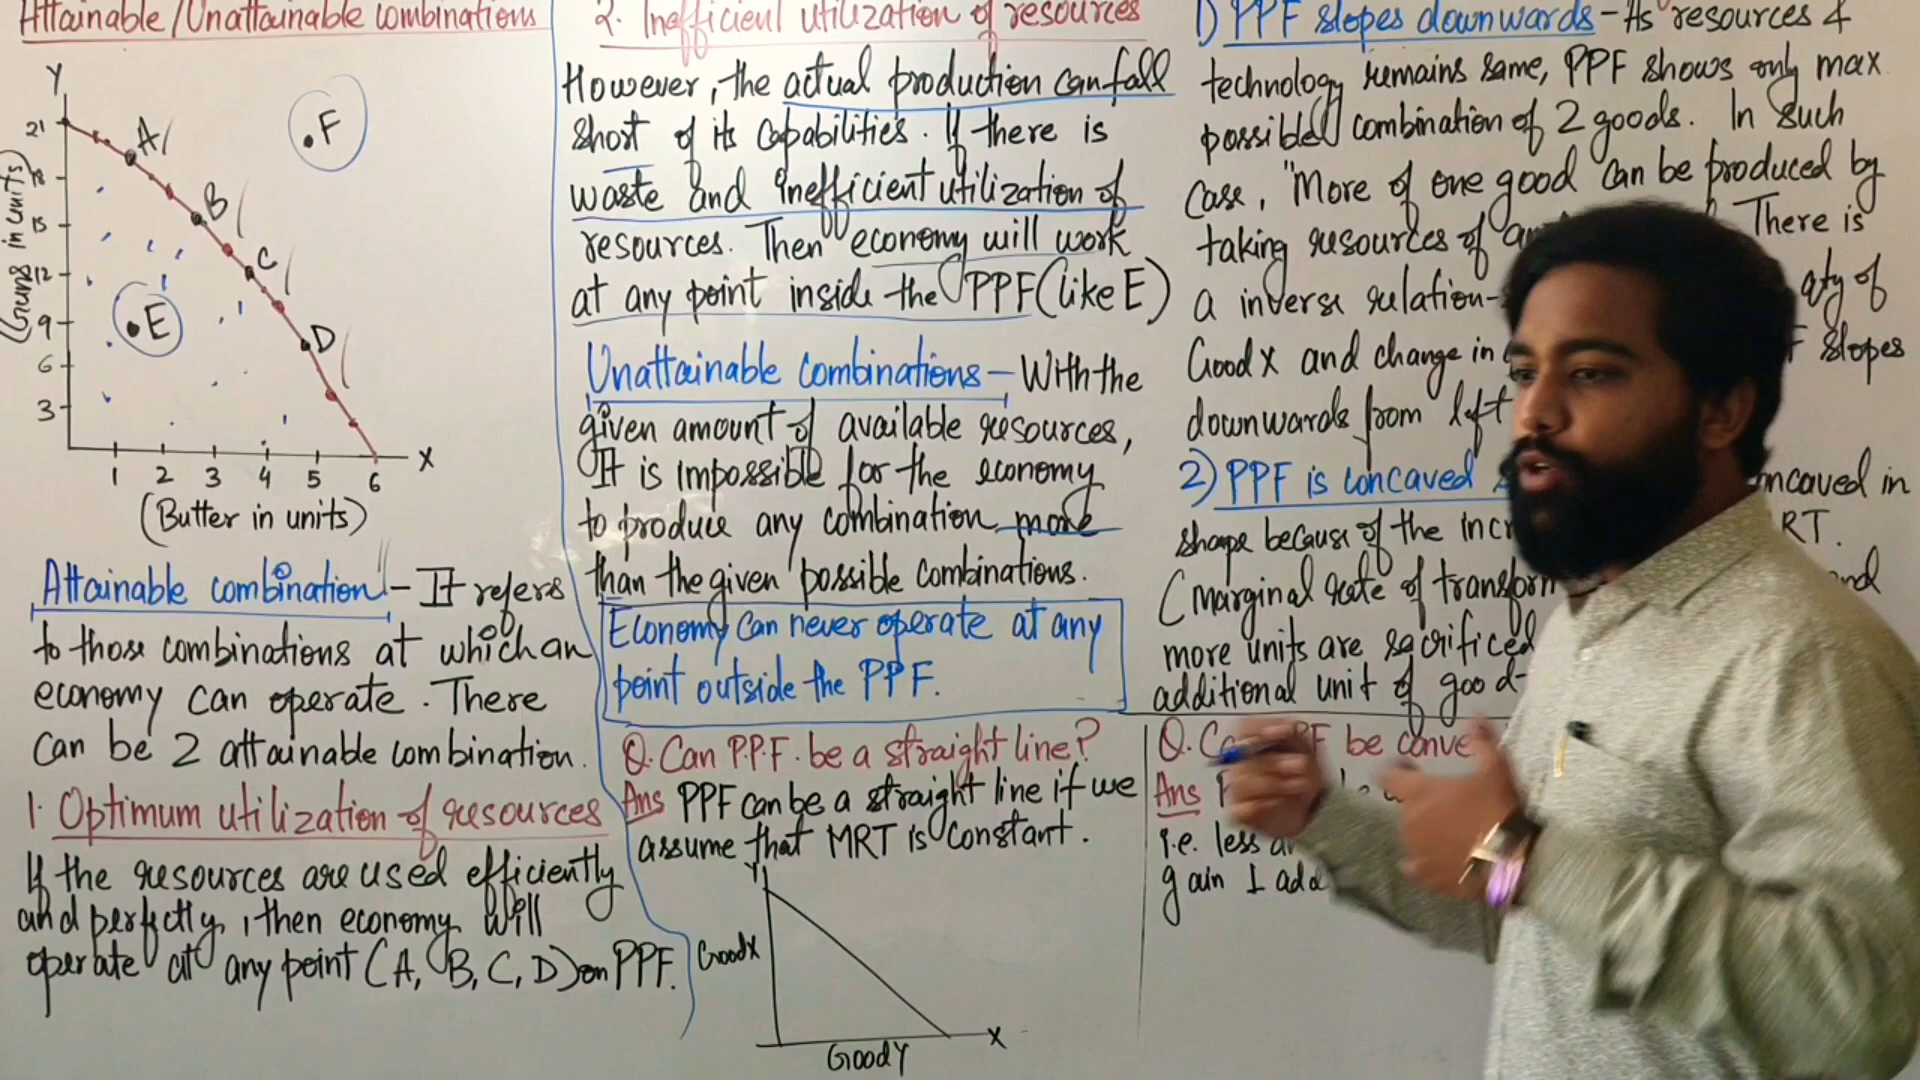 Attainable/Unattainable combinations
Y
21
18
15
12
9
6
3
(Guns in units)
A
B
C
D
E
F
1 2 3 4 5 6
X
(Butter in units)
Attainable combination - It refers
to those combinations at which an
economy can operate. There
can be 2 attainable combination.
1. Optimum utilization of resources
If the resources are used efficiently
and perfectly, then economy will
operate at any point (A, B, C, D) on PPF.
2. Inefficient utilization of resources
However, the actual production can fall
short of its capabilities. If there is
waste and inefficient utilization of
resources. Then economy will work
at any point inside the PPF (like E)
Unattainable combinations - With the
given amount of available resources,
It is impossible for the economy
to produce any combination more
than the given possible combinations.
Economy can never operate at any
point outside the PPF.
Q. Can P.P.F. be a straight line?
Ans PPF can be a straight line if we
assume that MRT is constant.
Y
Good X
X
Good Y
1) PPF slopes downwards - As resources &
technology remains same, PPF shows only max
possible combination of 2 goods. In such
case, "More of one good can be produced by
taking resources of There is
a inverse relation- qty of
Good X and change in slopes
downwards from left
2) PPF is concaved concaved in
shape because of the MRT.
(marginal rate of and
more units are sacrificed
additional unit of good-
Q. be
Ans
i.e. less
gain 1